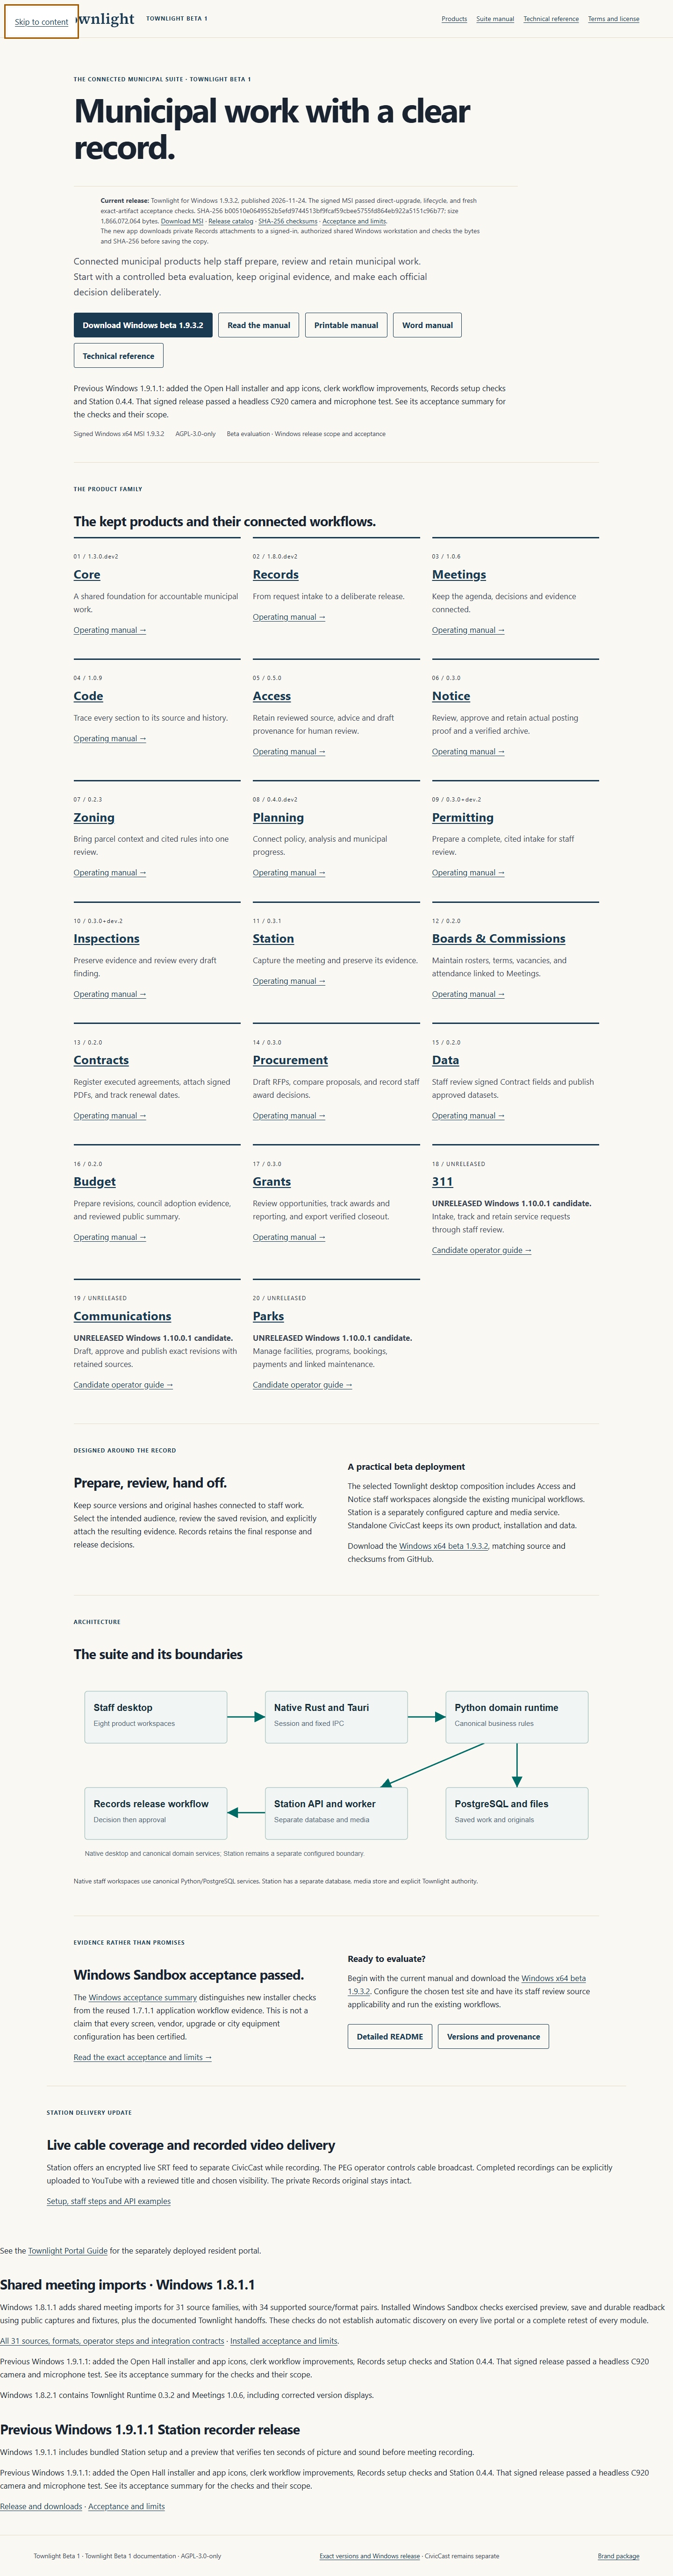 Skip to content
wnlight
TOWNLIGHT BETA 1
Products
Suite manual
Technical reference
Terms and license
THE CONNECTED MUNICIPAL SUITE · TOWNLIGHT BETA 1
Municipal work with a clear
record.
Current release: Townlight for Windows 1.9.3.2, published 2026-11-24. The signed MSI passed direct-upgrade, lifecycle, and fresh
exact-artifact acceptance checks. SHA-256
size
1,866,072,064 bytes. Download MSI · Release catalog · SHA-256 checksums · Acceptance and limits.
The new app downloads private Records attachments to a signed-in, authorized shared Windows workstation and checks the bytes
and SHA-256 before saving the copy.
Connected municipal products help staff prepare, review and retain municipal work.
Start with a controlled beta evaluation, keep original evidence, and make each official
decision deliberately.
Download Windows beta 1.9.3.2
Read the manual
Printable manual
Word manual
Technical reference
Previous Windows 1.9.1.1: added the Open Hall installer and app icons, clerk workflow improvements, Records setup checks
and Station 0.4.4. That signed release passed a headless C920 camera and microphone test. See its acceptance summary for
the checks and their scope.
Signed Windows x64 MSI 1.9.3.2
AGPL-3.0-only
Beta evaluation · Windows release scope and acceptance
THE PRODUCT FAMILY
The kept products and their connected workflows.
01 / 1.3.0.dev2
Core
A shared foundation for accountable municipal
work.
Operating manual →
02 / 1.8.0.dev2
Records
From request intake to a deliberate release.
Operating manual →
03 / 1.0.6
Meetings
Keep the agenda, decisions and evidence
connected.
Operating manual →
04 / 1.0.9
Code
Trace every section to its source and history.
Operating manual →
05 / 0.5.0
Access
Retain reviewed source, advice and draft
provenance for human review.
Operating manual →
06 / 0.3.0
Notice
Review, approve and retain actual posting
proof and a verified archive.
Operating manual →
07 / 0.2.3
Zoning
Bring parcel context and cited rules into one
review.
Operating manual →
08 / 0.4.0.dev2
Planning
Connect policy, analysis and municipal
progress.
Operating manual →
09 / 0.3.0+dev.2
Permitting
Prepare a complete, cited intake for staff
review.
Operating manual →
10 / 0.3.0+dev.2
Inspections
Preserve evidence and review every draft
finding.
Operating manual →
11 / 0.3.1
Station
Capture the meeting and preserve its evidence.
Operating manual →
12 / 0.2.0
Boards & Commissions
Maintain rosters, terms, vacancies, and
attendance linked to Meetings.
Operating manual →
13 / 0.2.0
Contracts
Register executed agreements, attach signed
PDFs, and track renewal dates.
Operating manual →
14 / 0.3.0
Procurement
Draft RFPs, compare proposals, and record staff
award decisions.
Operating manual →
15 / 0.2.0
Data
Staff review signed Contract fields and publish
approved datasets.
Operating manual →
16 / 0.2.0
Budget
Prepare revisions, council adoption evidence,
and reviewed public summary.
Operating manual →
17 / 0.3.0
Grants
Review opportunities, track awards and
reporting, and export verified closeout.
Operating manual →
18 / UNRELEASED
311
UNRELEASED Windows 1.10.0.1 candidate.
Intake, track and retain service requests
through staff review.
Candidate operator guide →
19 / UNRELEASED
Communications
UNRELEASED Windows 1.10.0.1 candidate.
Draft, approve and publish exact revisions with
retained sources.
Candidate operator guide →
20 / UNRELEASED
Parks
UNRELEASED Windows 1.10.0.1 candidate.
Manage facilities, programs, bookings,
payments and linked maintenance.
Candidate operator guide →
DESIGNED AROUND THE RECORD
Prepare, review, hand off.
Keep source versions and original hashes connected to staff work.
Select the intended audience, review the saved revision, and explicitly
attach the resulting evidence. Records retains the final response and
release decisions.
A practical beta deployment
The selected Townlight desktop composition includes Access and
Notice staff workspaces alongside the existing municipal workflows.
Station is a separately configured capture and media service.
Standalone CivicCast keeps its own product, installation and data.
Download the Windows x64 beta 1.9.3.2, matching source and
checksums from GitHub.
ARCHITECTURE
The suite and its boundaries
Staff desktop
Eight product workspaces
Native Rust and Tauri
Session and fixed IPC
Python domain runtime
Canonical business rules
Records release workflow
Decision then approval
Station API and worker
Separate database and media
PostgreSQL and files
Saved work and originals
Native desktop and canonical domain services; Station remains a separate configured boundary.
Native staff workspaces use canonical Python/PostgreSQL services. Station has a separate database, media store and explicit Townlight authority.
EVIDENCE RATHER THAN PROMISES
Windows Sandbox acceptance passed.
The Windows acceptance summary distinguishes new installer checks
from the reused 1.7.1.1 application workflow evidence. This is not a
claim that every screen, vendor, upgrade or city equipment
configuration has been certified.
Read the exact acceptance and limits →
Ready to evaluate?
Begin with the current manual and download the Windows x64 beta
1.9.3.2. Configure the chosen test site and have its staff review source
applicability and run the existing workflows.
Detailed README
Versions and provenance
STATION DELIVERY UPDATE
Live cable coverage and recorded video delivery
Station offers an encrypted live SRT feed to separate CivicCast while recording. The PEG operator controls cable broadcast. Completed recordings can be explicitly
uploaded to YouTube with a reviewed title and chosen visibility. The private Records original stays intact.
Setup, staff steps and API examples
See the Townlight Portal Guide for the separately deployed resident portal.
Shared meeting imports · Windows 1.8.1.1
Windows 1.8.1.1 adds shared meeting imports for 31 source families, with 34 supported source/format pairs. Installed Windows Sandbox checks exercised preview, save and durable readback
using public captures and fixtures, plus the documented Townlight handoffs. These checks do not establish automatic discovery on every live portal or a complete retest of every module.
All 31 sources, formats, operator steps and integration contracts · Installed acceptance and limits.
Previous Windows 1.9.1.1: added the Open Hall installer and app icons, clerk workflow improvements, Records setup checks and Station 0.4.4. That signed release passed a headless C920
camera and microphone test. See its acceptance summary for the checks and their scope.
Windows 1.8.2.1 contains Townlight Runtime 0.3.2 and Meetings 1.0.6, including corrected version displays.
Previous Windows 1.9.1.1 Station recorder release
Windows 1.9.1.1 includes bundled Station setup and a preview that verifies ten seconds of picture and sound before meeting recording.
Previous Windows 1.9.1.1: added the Open Hall installer and app icons, clerk workflow improvements, Records setup checks and Station 0.4.4. That signed release passed a headless C920
camera and microphone test. See its acceptance summary for the checks and their scope.
Release and downloads · Acceptance and limits
Townlight Beta 1 · Townlight Beta 1 documentation · AGPL-3.0-only
Exact versions and Windows release · CivicCast remains separate
Brand package